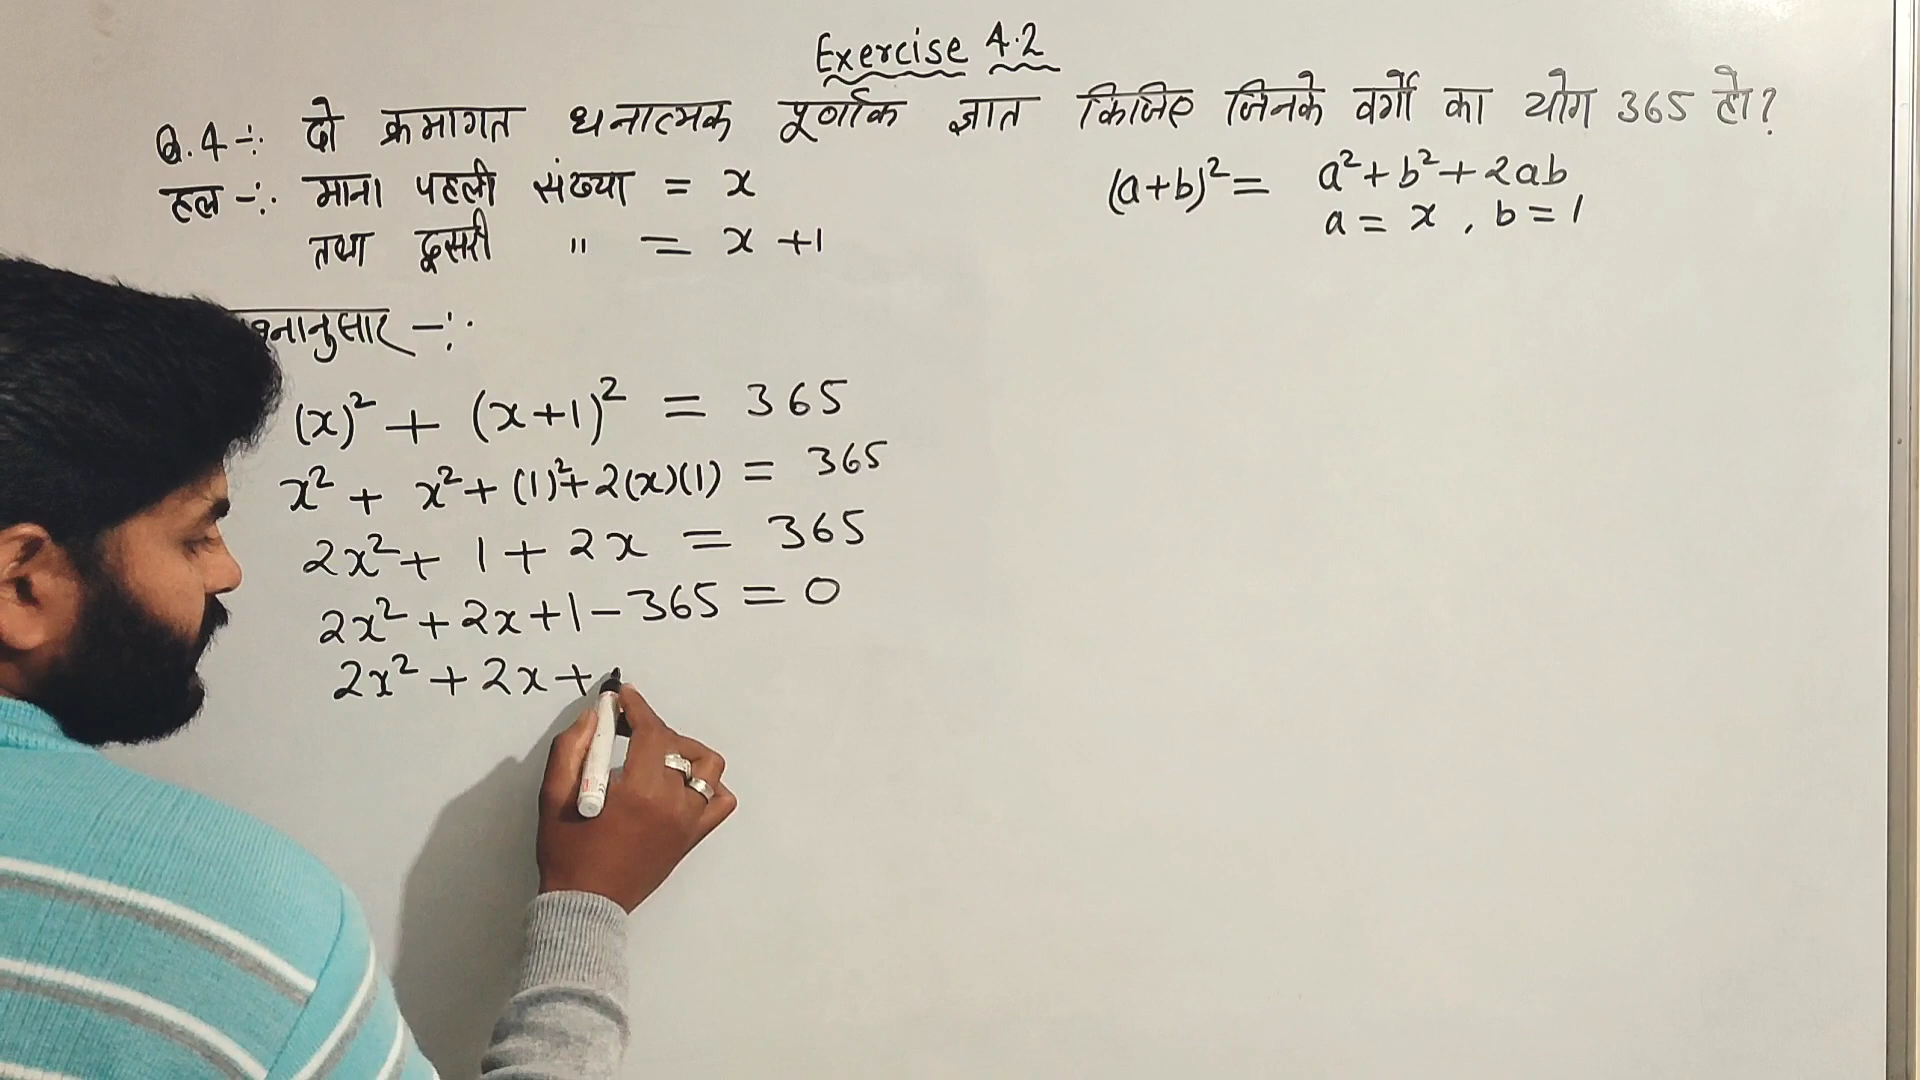 Exercise 4.2
Q.4 -: दो क्रमागत धनात्मक पूर्णांक ज्ञात किजिए जिनके वर्गो का योग 365 हो?
हल -: माना पहली संख्या = x
तथा दुसरी " = x + 1
(a+b)² = a² + b² + 2ab
a = x , b = 1
श्नानुसार -:
(x)² + (x+1)² = 365
x² + x² + (1)² + 2(x)(1) = 365
2x² + 1 + 2x = 365
2x² + 2x + 1 - 365 = 0
2x² + 2x +